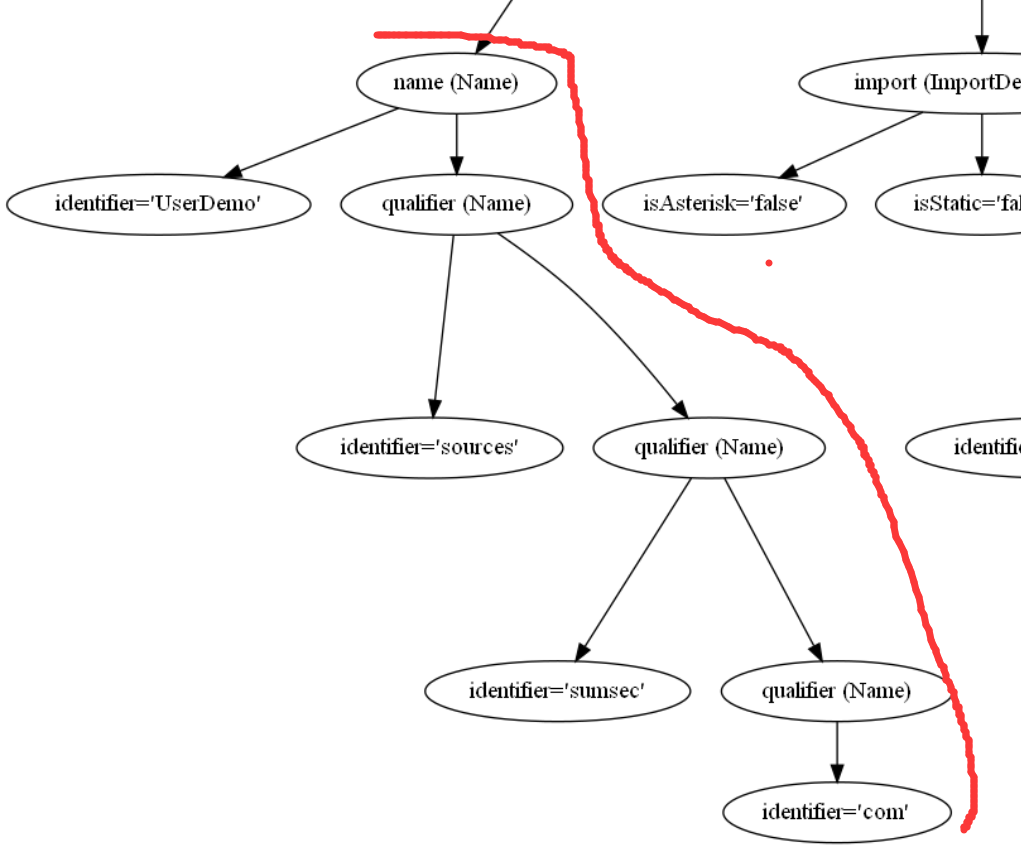 name (Name)
import (ImportDe
identifier='UserDemo'
qualifier (Name)
isAsterisk='false'
isStatic='fal
identifier='sources'
qualifier (Name)
identifie
identifier='sumsec'
qualifier (Name)
identifier='com'